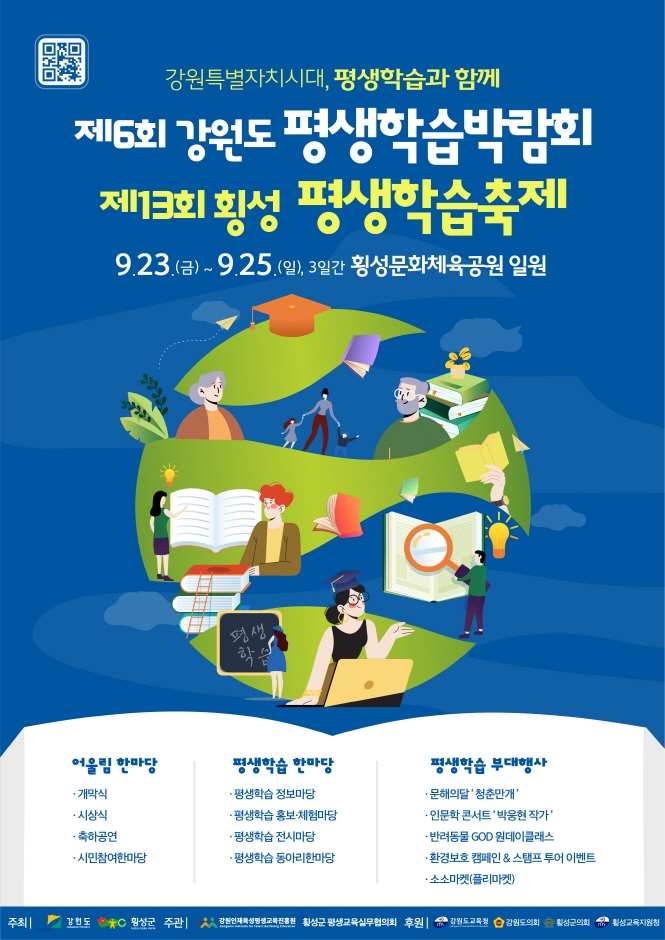 강원특별자치시대, 평생학습과 함께
제6회 강원도 평생학습박람회
제13회 횡성 평생학습축제
9.23.(금) ~ 9.25.(일), 3일간 횡성문화체육공원 일원
평생
학습
어울림 한마당
· 개막식
· 시상식
· 축하공연
· 시민참여한마당
평생학습 한마당
· 평생학습 정보마당
· 평생학습 홍보·체험마당
· 평생학습 전시마당
· 평생학습 동아리한마당
평생학습 부대행사
· 문해의달 ' 청춘만개 '
· 인문학 콘서트 ' 박웅현 작가 '
· 반려동물 GOD 원데이클래스
· 환경보호 캠페인 & 스탬프 투어 이벤트
· 소소마켓(플리마켓)
주최 | 강원도 횡성군 주관 | 강원인재육성평생교육진흥원 횡성군 평생교육실무협의회 후원 | 강원도교육청 강원도의회 횡성군의회 횡성교육지원청